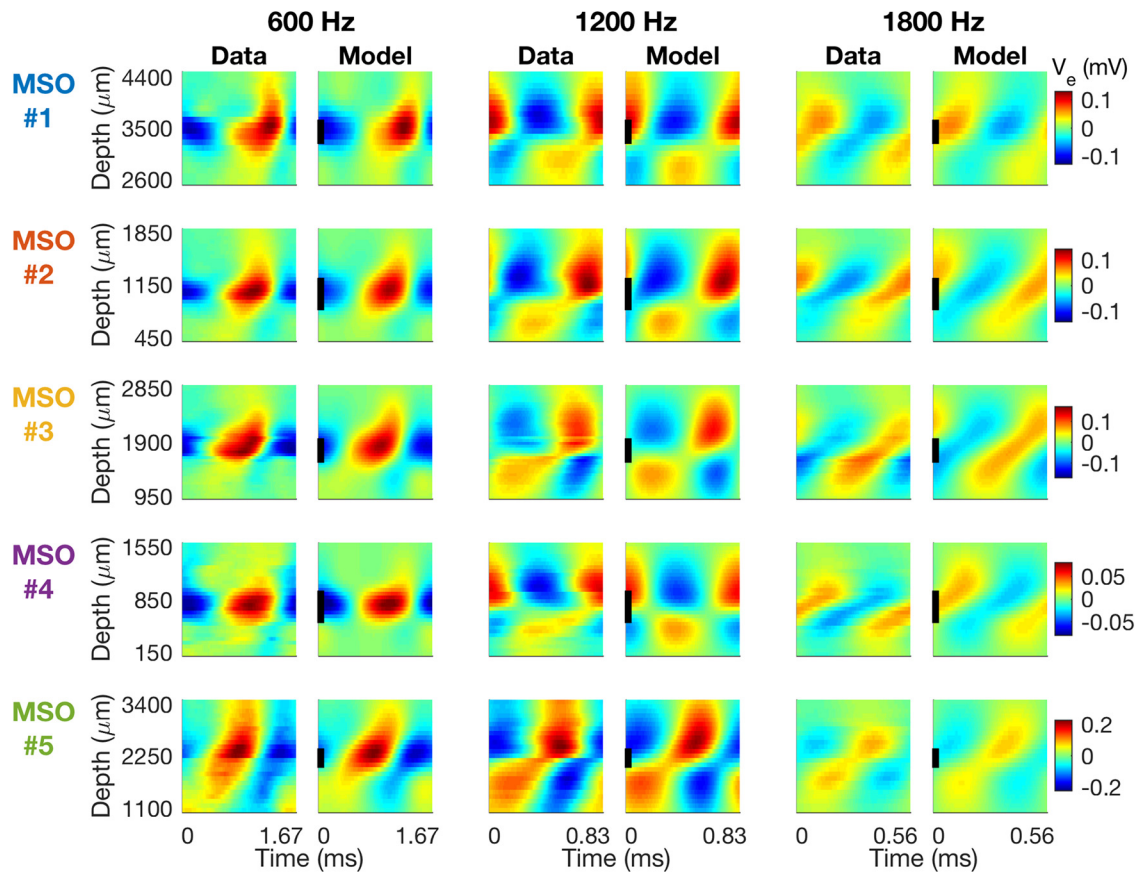 600 Hz 1200 Hz 1800 Hz
Data Model Data Model Data Model
V_e (mV)
MSO #1
Depth (μm)
4400
3500
2600
0.1
0
-0.1
MSO #2
Depth (μm)
1850
1150
450
0.1
0
-0.1
MSO #3
Depth (μm)
2850
1900
950
0.1
0
-0.1
MSO #4
Depth (μm)
1550
850
150
0.05
0
-0.05
MSO #5
Depth (μm)
3400
2250
1100
0.2
0
-0.2
0 1.67 0 1.67 0 0.83 0 0.83 0 0.56 0 0.56
Time (ms) Time (ms) Time (ms)